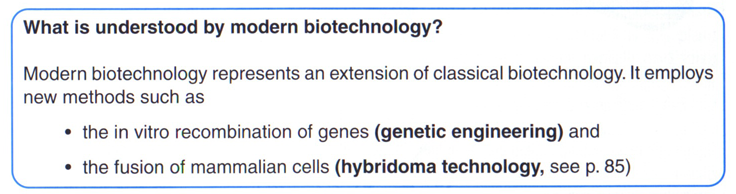 What is understood by modern biotechnology?
Modern biotechnology represents an extension of classical biotechnology. It employs
new methods such as
• the in vitro recombination of genes (genetic engineering) and
• the fusion of mammalian cells (hybridoma technology, see p. 85)